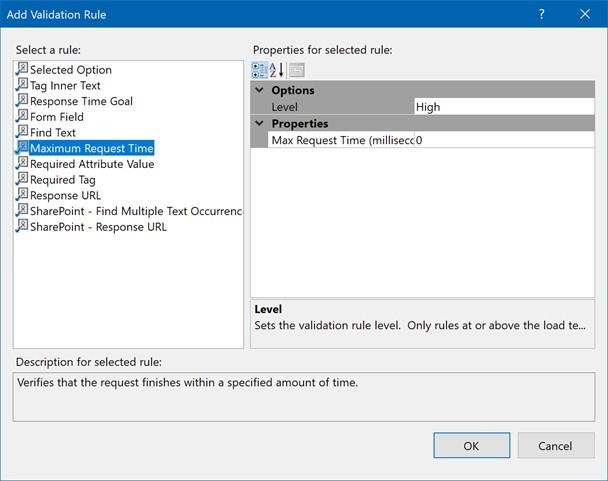 Add Validation Rule
?
Select a rule:
Selected Option
Tag Inner Text
Response Time Goal
Form Field
Find Text
Maximum Request Time
Required Attribute Value
Required Tag
Response URL
SharePoint - Find Multiple Text Occurrenc
SharePoint - Response URL
Properties for selected rule:
Options
Level High
Properties
Max Request Time (millisecc 0
Level
Sets the validation rule level. Only rules at or above the load te...
Description for selected rule:
Verifies that the request finishes within a specified amount of time.
OK Cancel